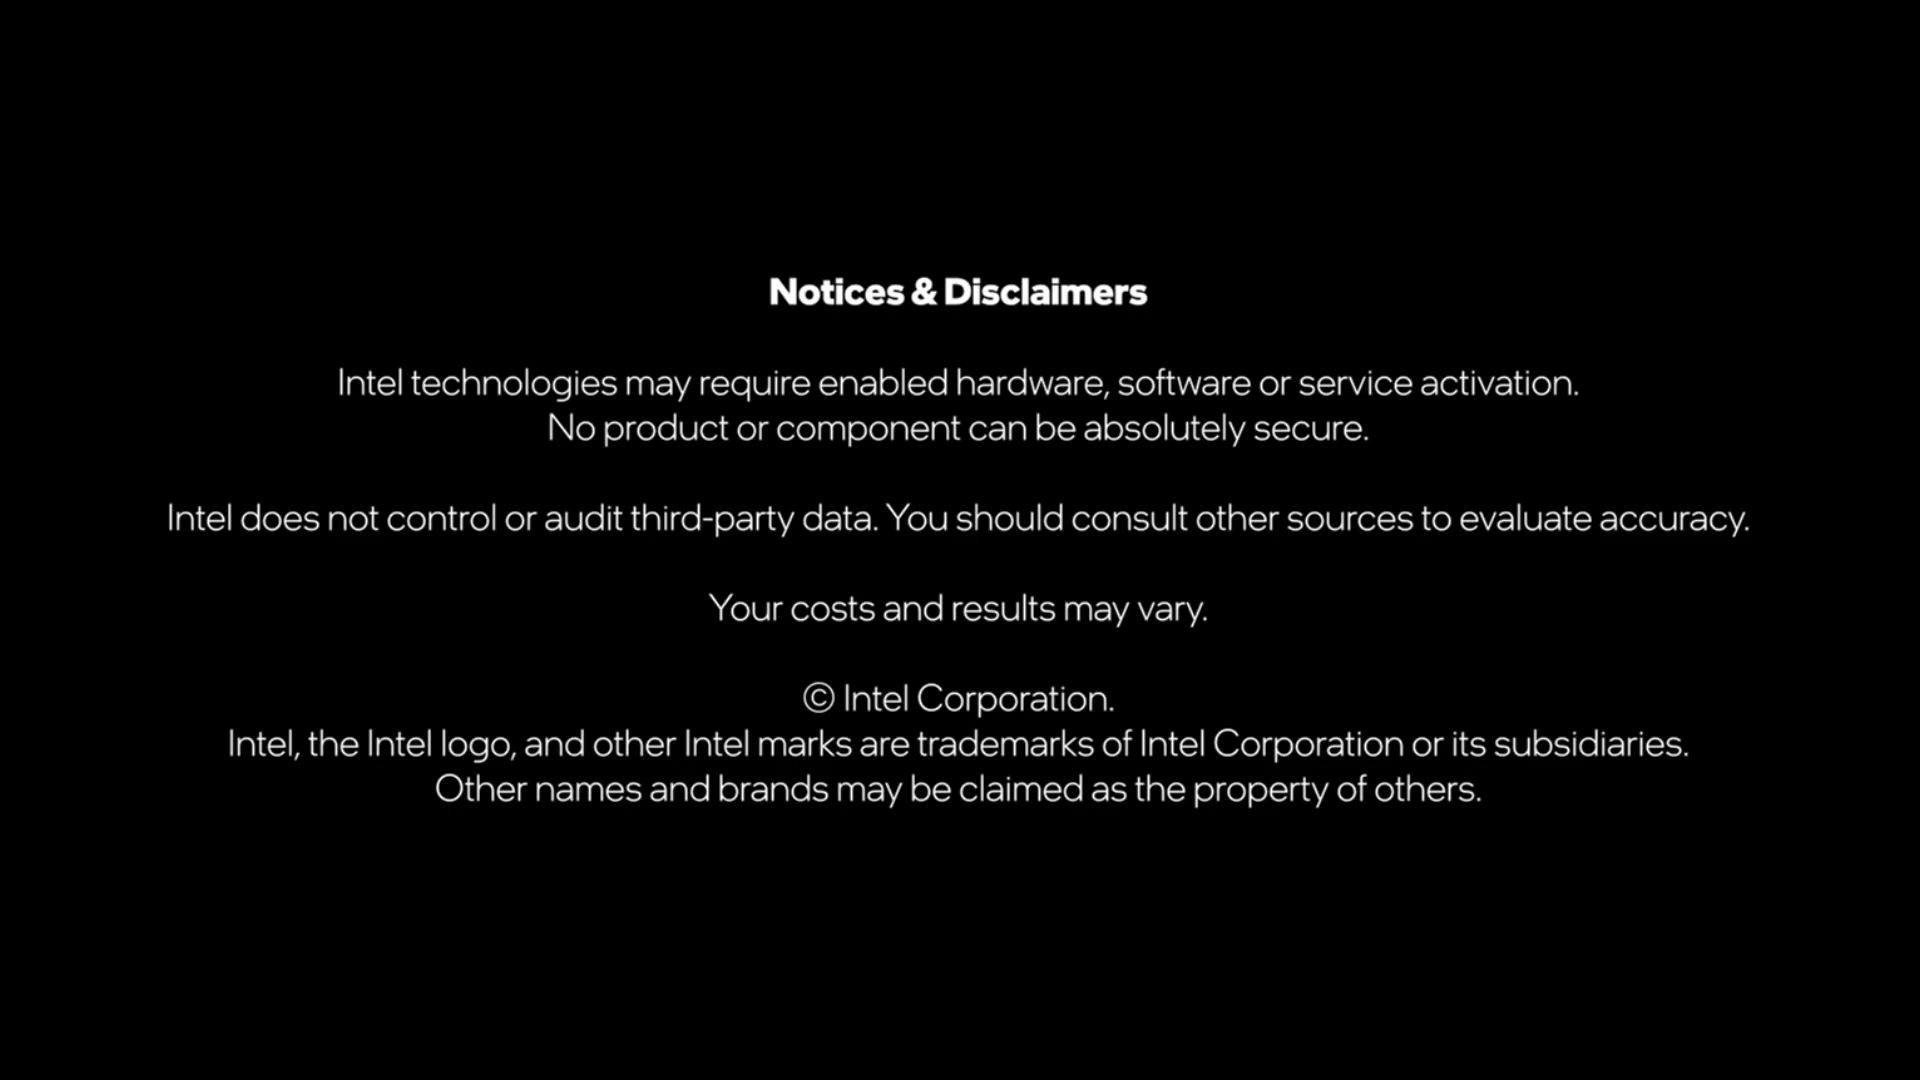 Notices & Disclaimers
Intel technologies may require enabled hardware, software or service activation.
No product or component can be absolutely secure.
Intel does not control or audit third-party data. You should consult other sources to evaluate accuracy.
Your costs and results may vary.
© Intel Corporation.
Intel, the Intel logo, and other Intel marks are trademarks of Intel Corporation or its subsidiaries.
Other names and brands may be claimed as the property of others.